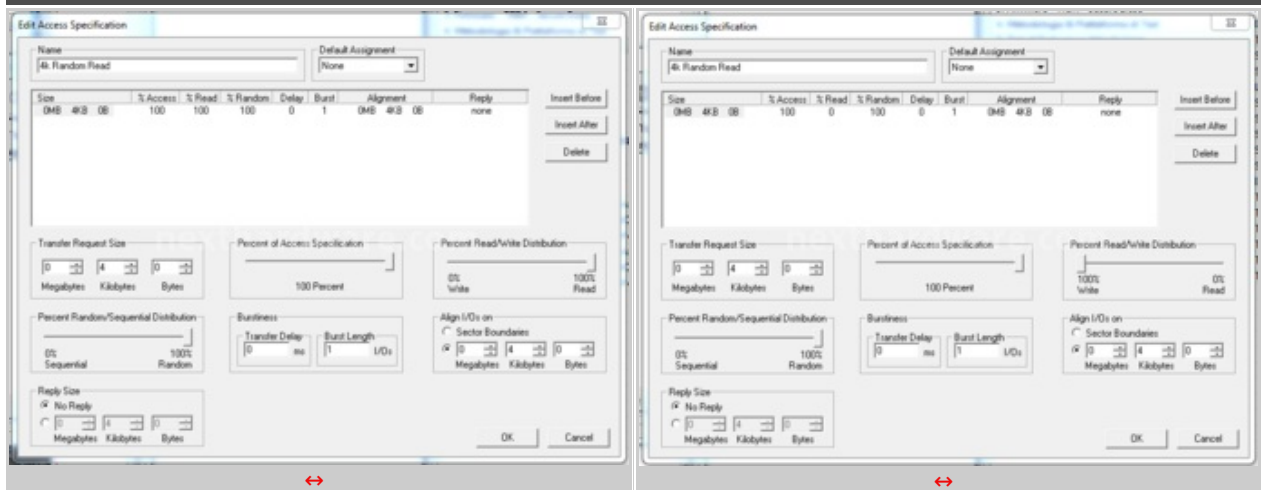 Edit Access Specification
Name
4k Random Read
Default Assignment
None
Size % Access % Read % Random Delay Burst Alignment Reply
0MB 4KB 0B 100 100 100 0 1 0MB 4KB 0B none
Insert Before
Insert After
Delete
Transfer Request Size
0 4 0
Megabytes Kilobytes Bytes
Percent of Access Specification
100 Percent
Percent Read/Write Distribution
0% 100%
Write Read
Percent Random/Sequential Distribution
0% 100%
Sequential Random
Burstiness
Transfer Delay
0 ms
Burst Length
1 I/Os
Align I/Os on
Sector Boundaries
0 4 0
Megabytes Kilobytes Bytes
Reply Size
No Reply
0 4 0
Megabytes Kilobytes Bytes
OK Cancel
Edit Access Specification
Name
4k Random Read
Default Assignment
None
Size % Access % Read % Random Delay Burst Alignment Reply
0MB 4KB 0B 100 0 100 0 1 0MB 4KB 0B none
Insert Before
Insert After
Delete
Transfer Request Size
0 4 0
Megabytes Kilobytes Bytes
Percent of Access Specification
100 Percent
Percent Read/Write Distribution
100% 0%
Write Read
Percent Random/Sequential Distribution
0% 100%
Sequential Random
Burstiness
Transfer Delay
0 ms
Burst Length
1 I/Os
Align I/Os on
Sector Boundaries
0 4 0
Megabytes Kilobytes Bytes
Reply Size
No Reply
0 4 0
Megabytes Kilobytes Bytes
OK Cancel